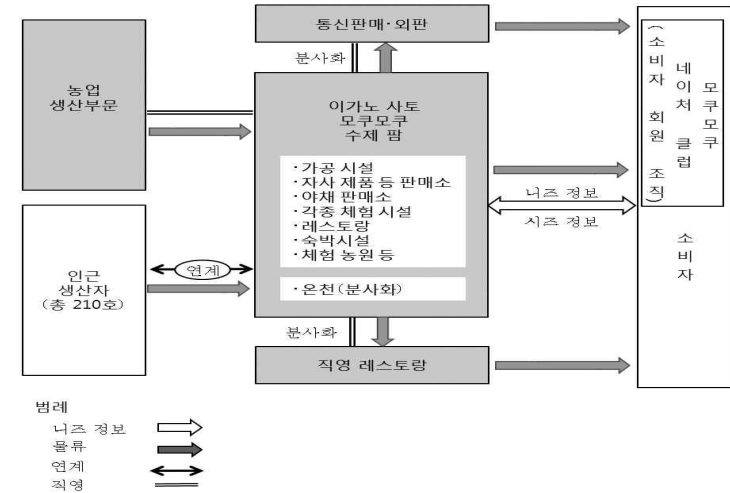 통신판매·외판
분사화
농업
생산부문
이가노 사토
모쿠모쿠
수제 팜
·가공 시설
·자사 제품 등 판매소
·야채 판매소
·각종 체험 시설
·레스토랑
·숙박시설
·체험 농원 등
·온천(분사화)
인근
생산자
(총 210호)
연계
분사화
직영 레스토랑
니즈 정보
시즈 정보
모쿠모쿠
네이처 클럽
(소비자 회원 조직)
소비자
범례
니즈 정보
물류
연계
직영